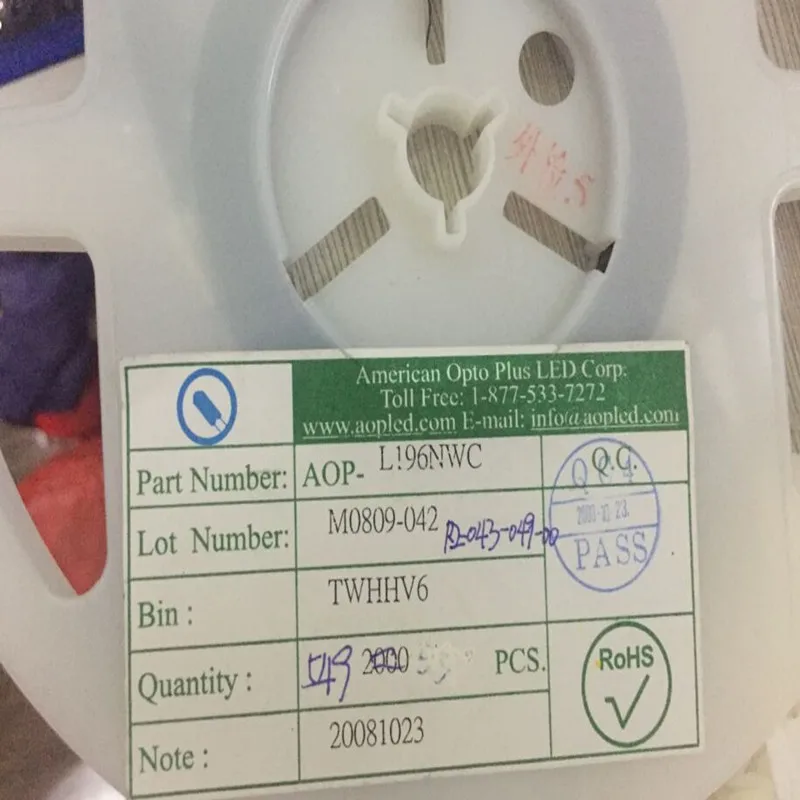 American Opto Plus LED Corp.
Toll Free: 1-877-533-7272
www.aopled.com E-mail: info@aopled.com
Part Number: AOP- L196NWC
Q.C.
Lot Number: M0809-042
PASS
Bin : TWHHV6
Quantity : 549 2000 PCS.
RoHS
Note : 20081023